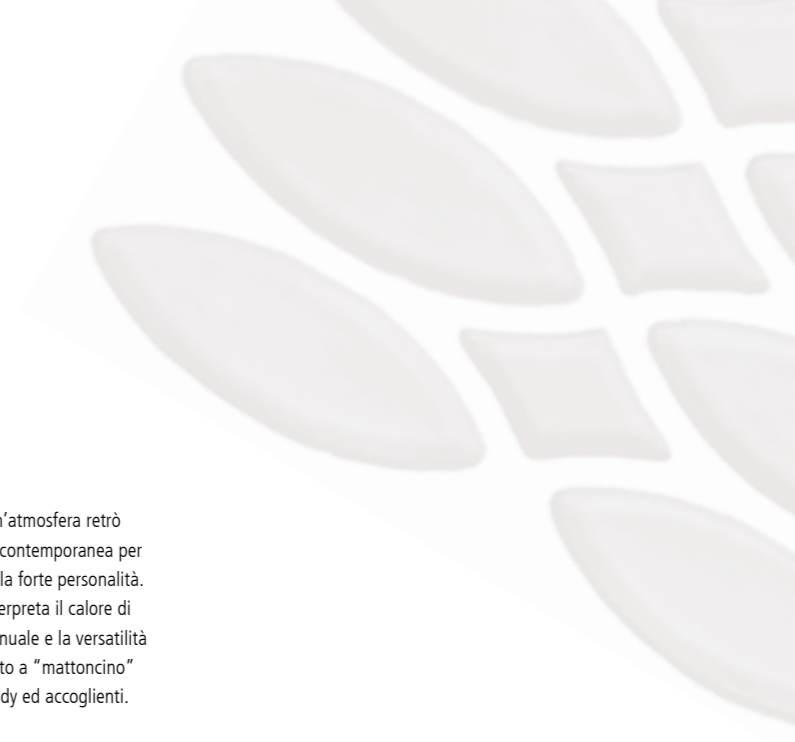 n’atmosfera retrò
contemporanea per
la forte personalità.
erpreta il calore di
nuale e la versatilità
to a “mattoncino”
dy ed accoglienti.